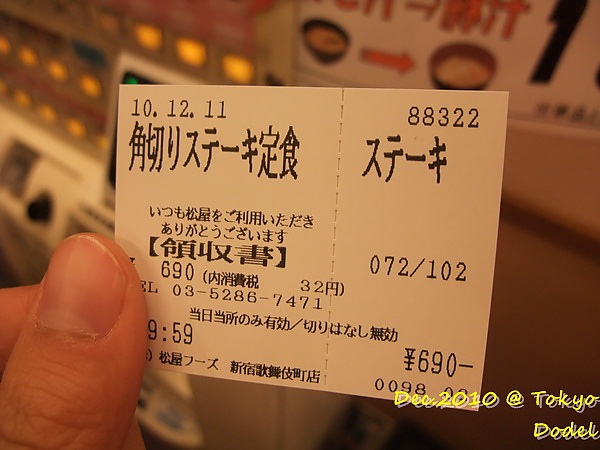 豚汁
10.12.11
88322
角切りステーキ定食
ステーキ
いつも松屋をご利用いただき
ありがとうございます
【領収書】
690 (内消費税 32円)
072/102
TEL 03-5286-7471
当日当所のみ有効/切りはなし無効
9:59
¥690-
松屋フーズ 新宿歌舞伎町店
0098
Dec.2010 @ Tokyo
Dodel